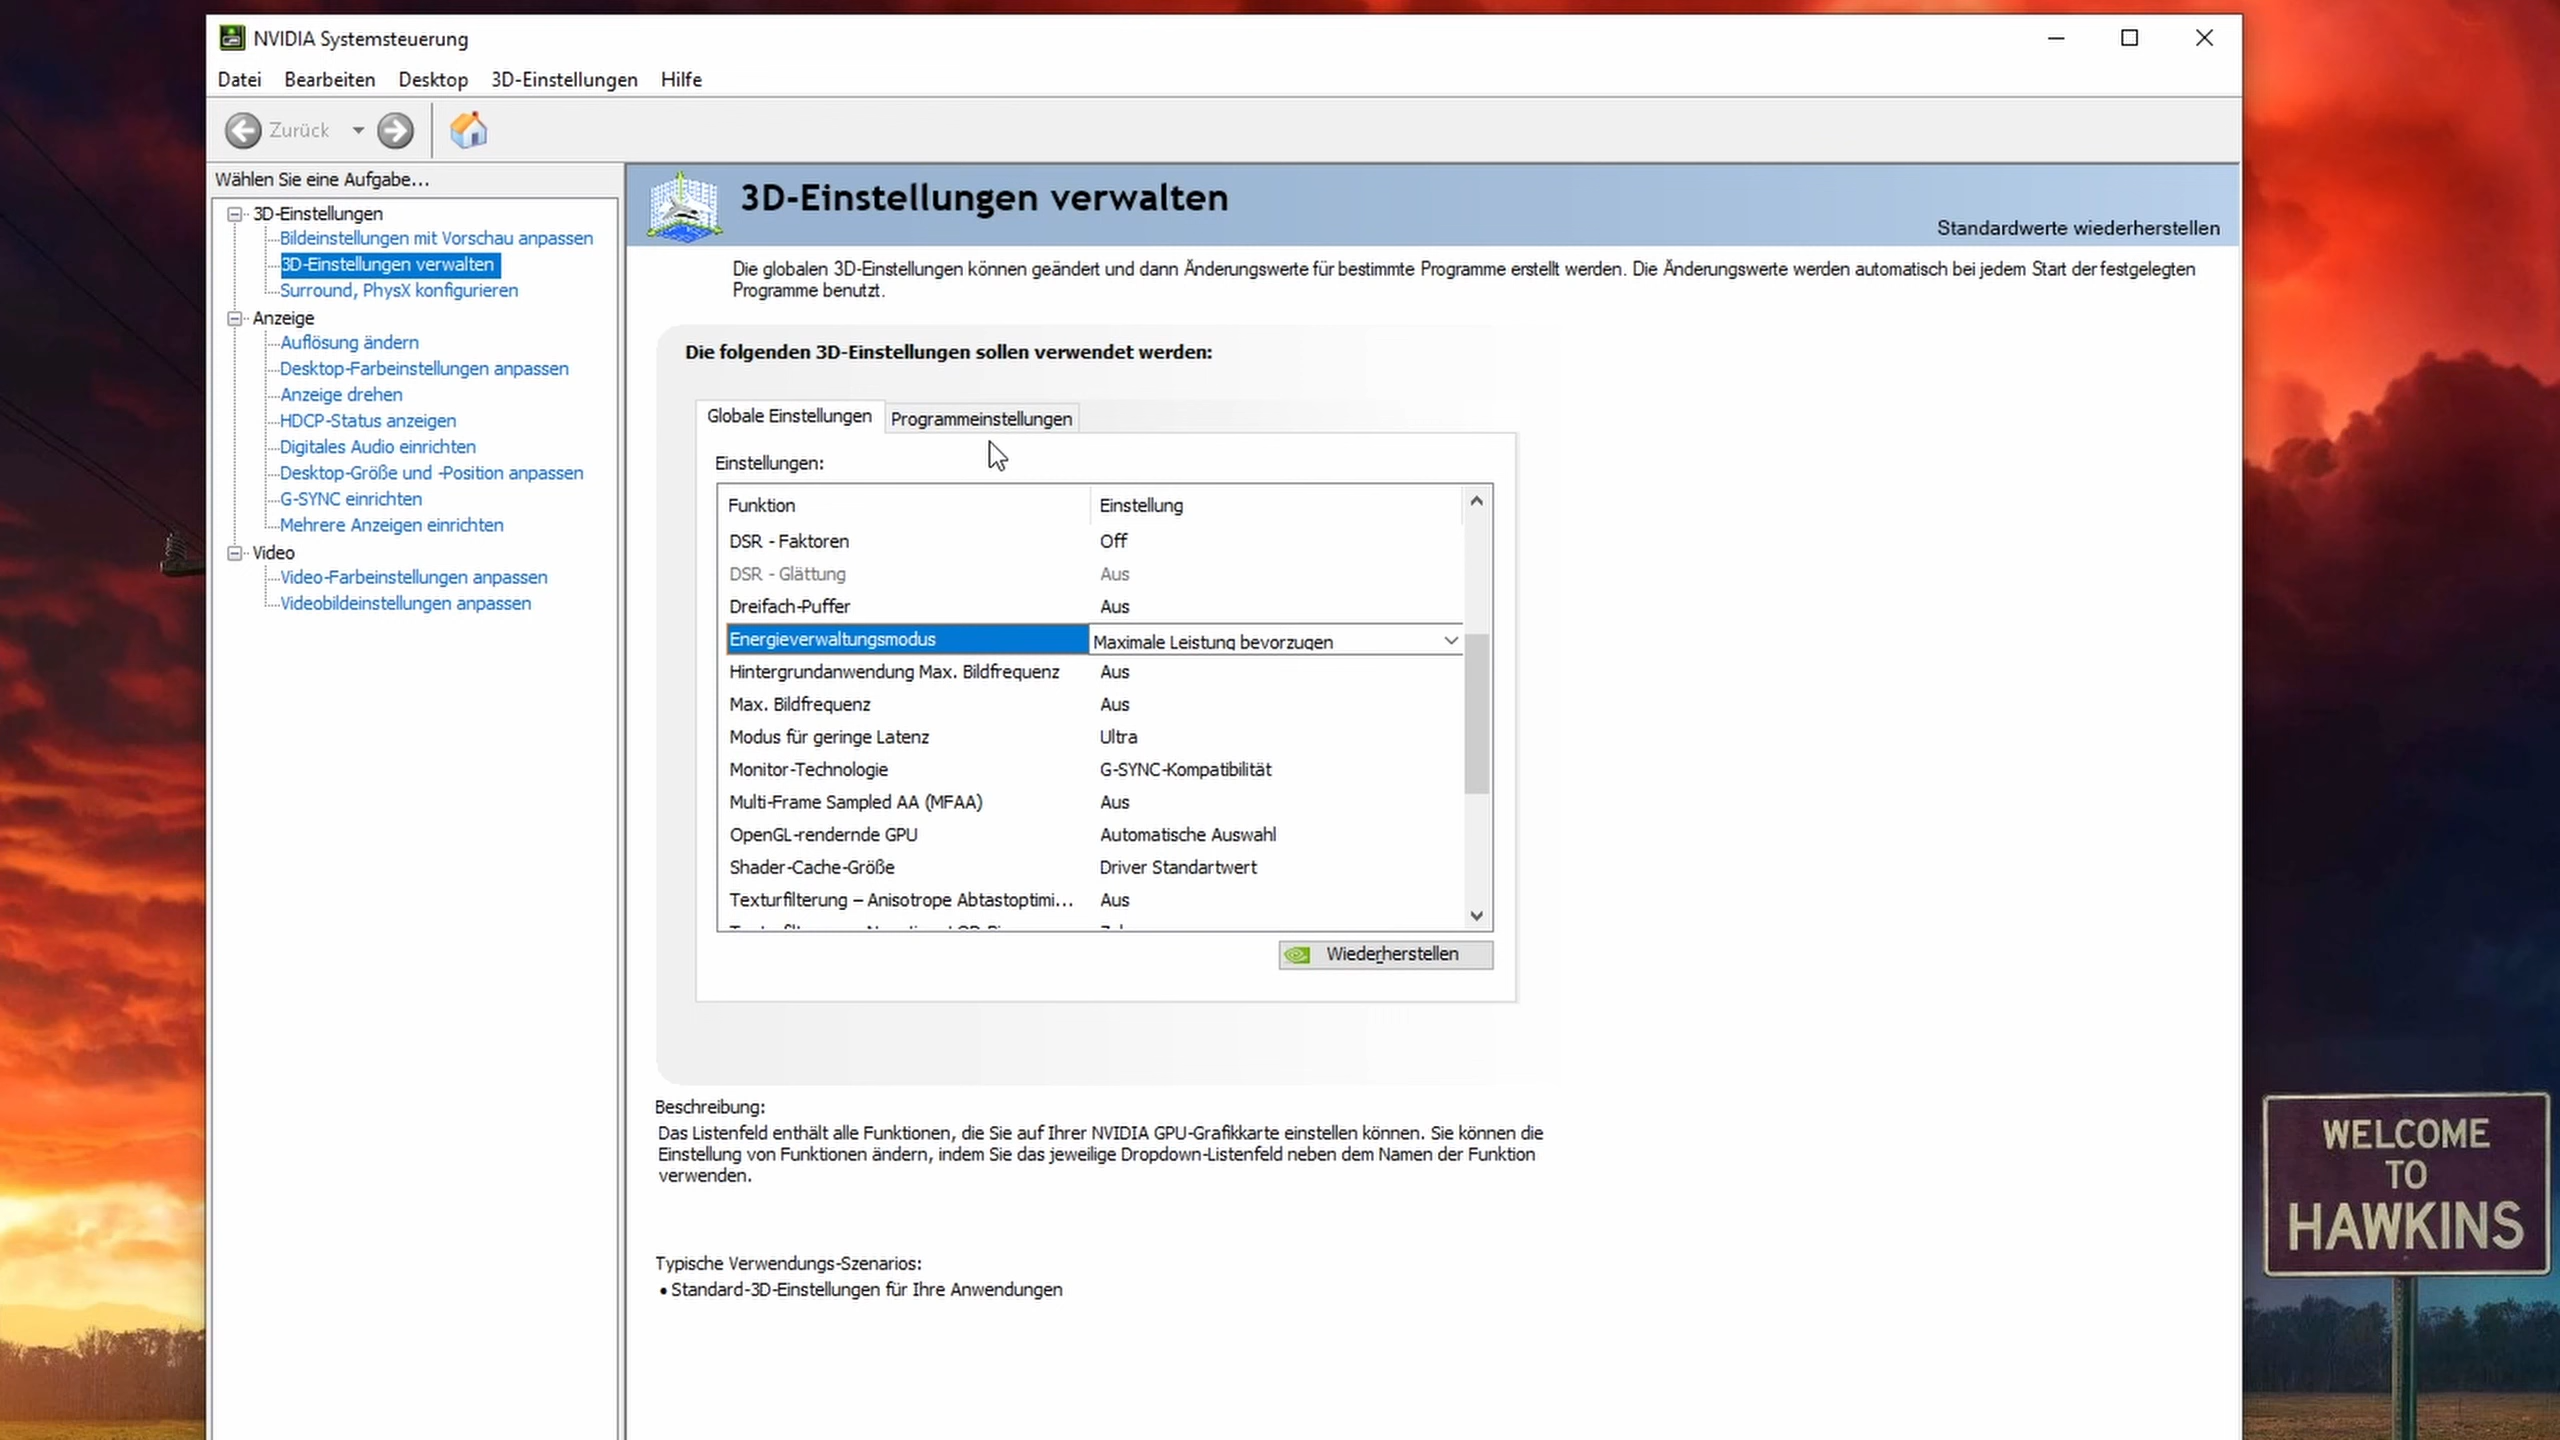 NVIDIA Systemsteuerung
Datei Bearbeiten Desktop 3D-Einstellungen Hilfe
Zurück
Wählen Sie eine Aufgabe...
3D-Einstellungen
Bildeinstellungen mit Vorschau anpassen
3D-Einstellungen verwalten
Surround, PhysX konfigurieren
Anzeige
Auflösung ändern
Desktop-Farbeinstellungen anpassen
Anzeige drehen
HDCP-Status anzeigen
Digitales Audio einrichten
Desktop-Größe und -Position anpassen
G-SYNC einrichten
Mehrere Anzeigen einrichten
Video
Video-Farbeinstellungen anpassen
Videobildeinstellungen anpassen
3D-Einstellungen verwalten
Standardwerte wiederherstellen
Die globalen 3D-Einstellungen können geändert und dann Änderungswerte für bestimmte Programme erstellt werden. Die Änderungswerte werden automatisch bei jedem Start der festgelegten
Programme benutzt.
Die folgenden 3D-Einstellungen sollen verwendet werden:
Globale Einstellungen Programmeinstellungen
Einstellungen:
Funktion Einstellung
DSR - Faktoren Off
DSR - Glättung Aus
Dreifach-Puffer Aus
Energieverwaltungsmodus Maximale Leistung bevorzugen
Hintergrundanwendung Max. Bildfrequenz Aus
Max. Bildfrequenz Aus
Modus für geringe Latenz Ultra
Monitor-Technologie G-SYNC-Kompatibilität
Multi-Frame Sampled AA (MFAA) Aus
OpenGL-rendernde GPU Automatische Auswahl
Shader-Cache-Größe Driver Standartwert
Texturfilterung – Anisotrope Abtastoptimi... Aus
Wiederherstellen
Beschreibung:
Das Listenfeld enthält alle Funktionen, die Sie auf Ihrer NVIDIA GPU-Grafikkarte einstellen können. Sie können die
Einstellung von Funktionen ändern, indem Sie das jeweilige Dropdown-Listenfeld neben dem Namen der Funktion
verwenden.
Typische Verwendungs-Szenarios:
• Standard-3D-Einstellungen für Ihre Anwendungen
WELCOME
TO
HAWKINS